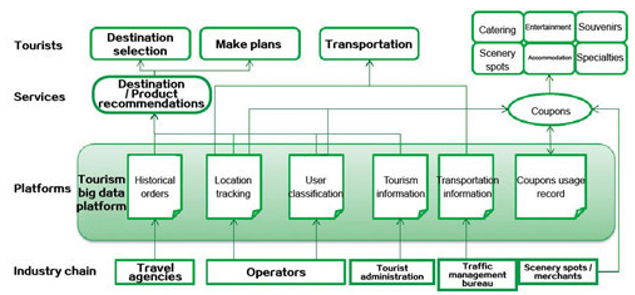 Tourists
Destination
selection
Make plans
Transportation
Catering
Entertainment
Souvenirs
Scenery
spots
Accommodation
Specialties
Services
Destination
/ Product
recommendations
Coupons
Platforms
Tourism
big data
platform
Historical
orders
Location
tracking
User
classification
Tourism
information
Transportation
information
Coupons usage
record
Industry chain
Travel
agencies
Operators
Tourist
administration
Traffic
management
bureau
Scenery spots /
merchants